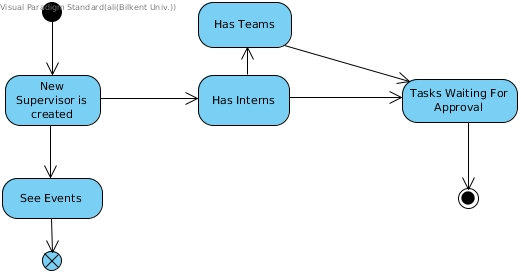 Visual Paradigm Standard(ali(Bilkent Univ.))
Has Teams
New
Supervisor is
created
Has Interns
Tasks Waiting For
Approval
See Events